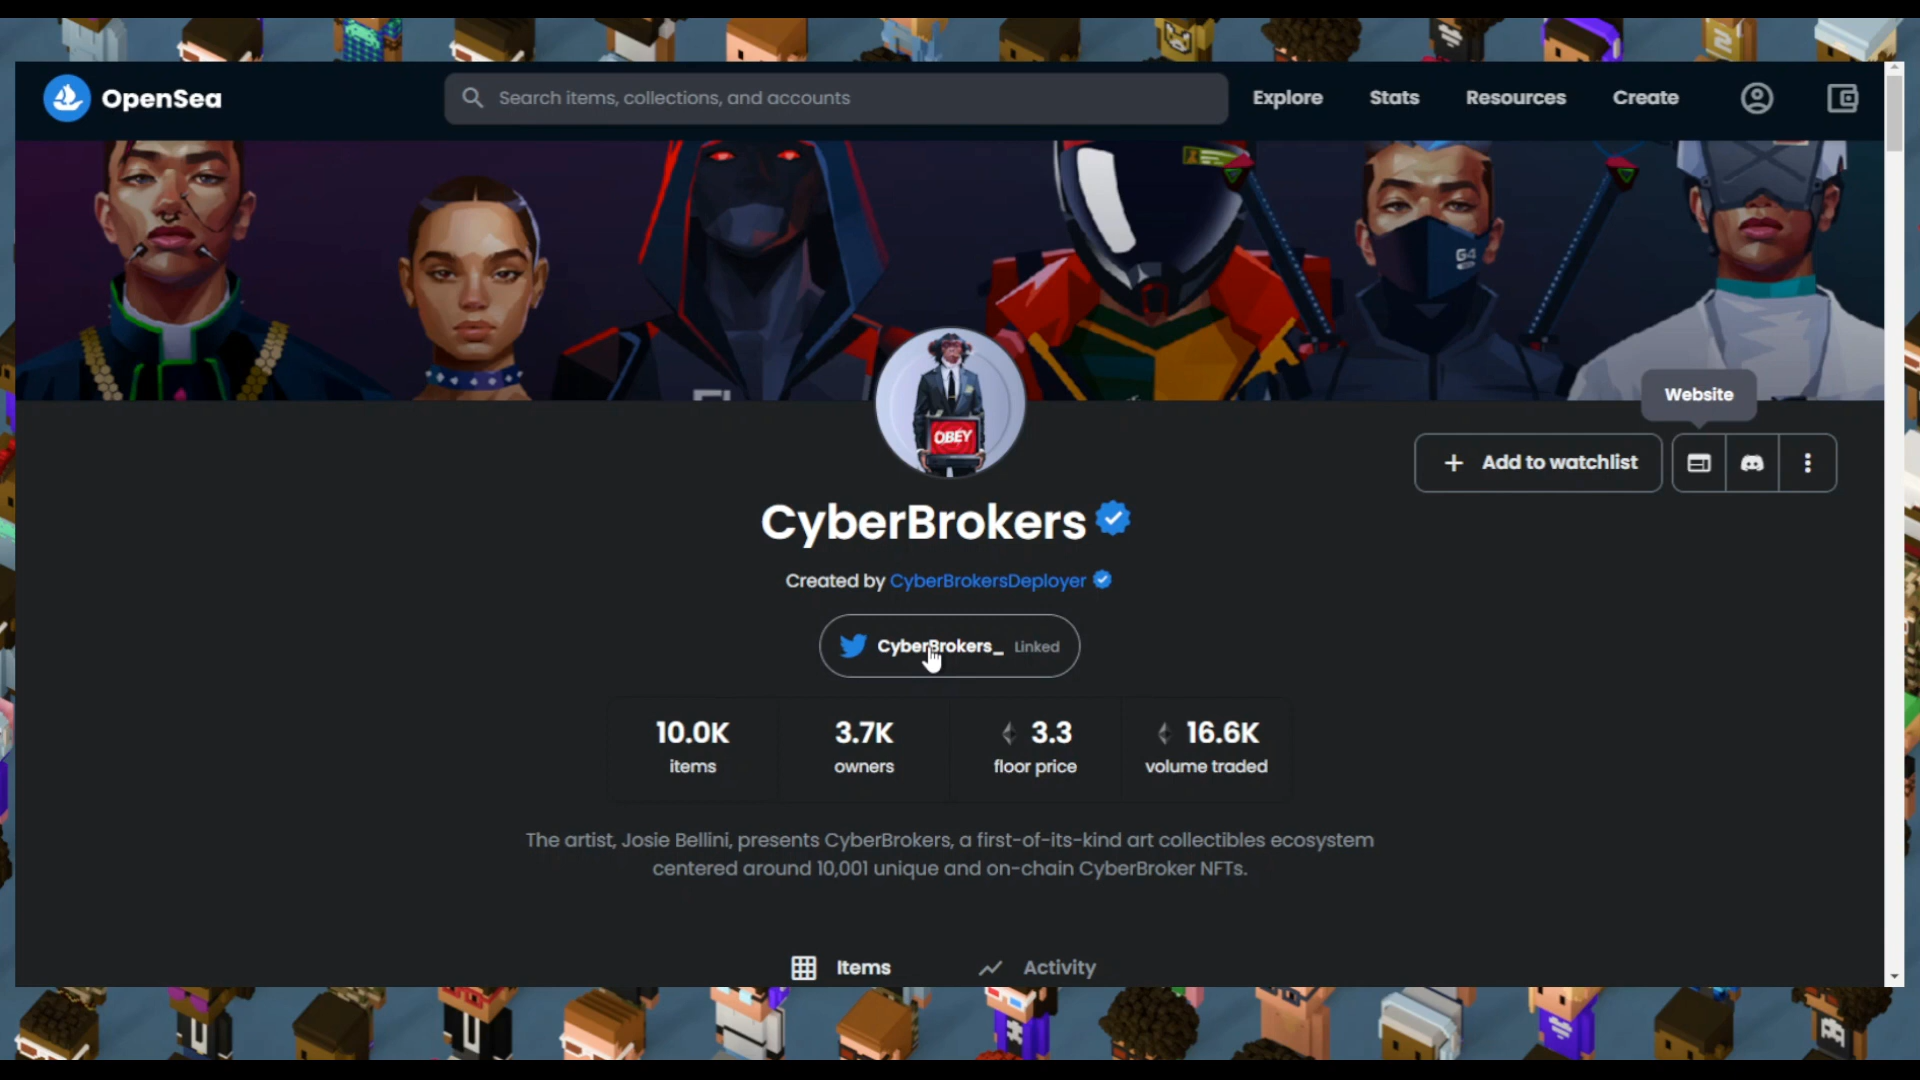 OpenSea
Search items, collections, and accounts
Explore
Stats
Resources
Create
G4
OBEY
Website
Add to watchlist
CyberBrokers
Created by CyberBrokersDeployer
CyberBrokers_ Linked
10.0K
items
3.7K
owners
3.3
floor price
16.6K
volume traded
The artist, Josie Bellini, presents CyberBrokers, a first-of-its-kind art collectibles ecosystem
centered around 10,001 unique and on-chain CyberBroker NFTs.
Items
Activity